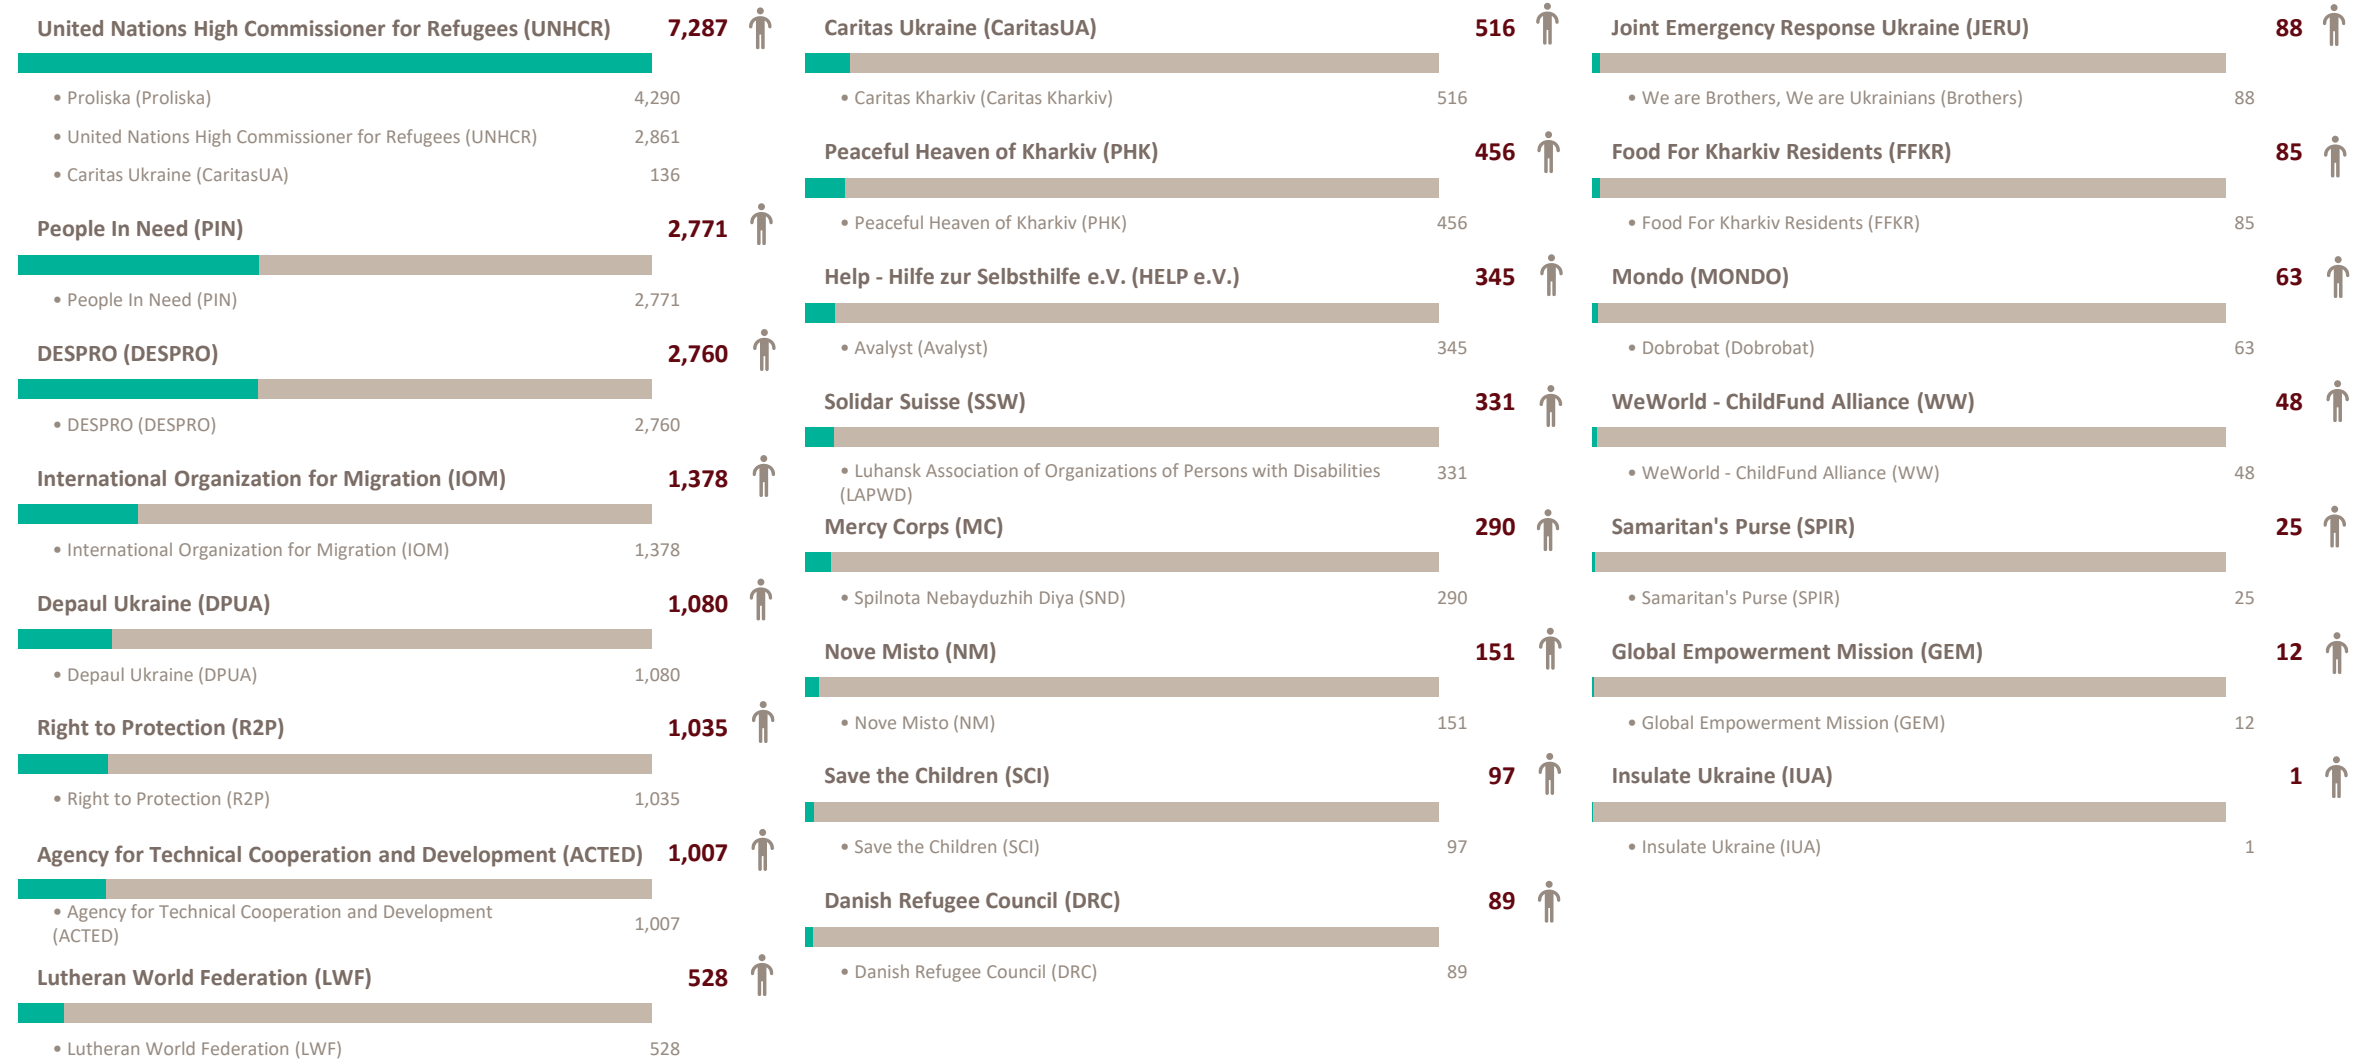 United Nations High Commissioner for Refugees (UNHCR) 7,287
• Proliska (Proliska) 4,290
• United Nations High Commissioner for Refugees (UNHCR) 2,861
• Caritas Ukraine (CaritasUA) 136
People In Need (PIN) 2,771
• People In Need (PIN) 2,771
DESPRO (DESPRO) 2,760
• DESPRO (DESPRO) 2,760
International Organization for Migration (IOM) 1,378
• International Organization for Migration (IOM) 1,378
Depaul Ukraine (DPUA) 1,080
• Depaul Ukraine (DPUA) 1,080
Right to Protection (R2P) 1,035
• Right to Protection (R2P) 1,035
Agency for Technical Cooperation and Development (ACTED) 1,007
• Agency for Technical Cooperation and Development
(ACTED) 1,007
Lutheran World Federation (LWF) 528
• Lutheran World Federation (LWF) 528
Caritas Ukraine (CaritasUA) 516
• Caritas Kharkiv (Caritas Kharkiv) 516
Peaceful Heaven of Kharkiv (PHK) 456
• Peaceful Heaven of Kharkiv (PHK) 456
Help - Hilfe zur Selbsthilfe e.V. (HELP e.V.) 345
• Avalyst (Avalyst) 345
Solidar Suisse (SSW) 331
• Luhansk Association of Organizations of Persons with Disabilities 331
(LAPWD)
Mercy Corps (MC) 290
• Spilnota Nebayduzhih Diya (SND) 290
Nove Misto (NM) 151
• Nove Misto (NM) 151
Save the Children (SCI) 97
• Save the Children (SCI) 97
Danish Refugee Council (DRC) 89
• Danish Refugee Council (DRC) 89
Joint Emergency Response Ukraine (JERU) 88
• We are Brothers, We are Ukrainians (Brothers) 88
Food For Kharkiv Residents (FFKR) 85
• Food For Kharkiv Residents (FFKR) 85
Mondo (MONDO) 63
• Dobrobat (Dobrobat) 63
WeWorld - ChildFund Alliance (WW) 48
• WeWorld - ChildFund Alliance (WW) 48
Samaritan's Purse (SPIR) 25
• Samaritan's Purse (SPIR) 25
Global Empowerment Mission (GEM) 12
• Global Empowerment Mission (GEM) 12
Insulate Ukraine (IUA) 1
• Insulate Ukraine (IUA) 1